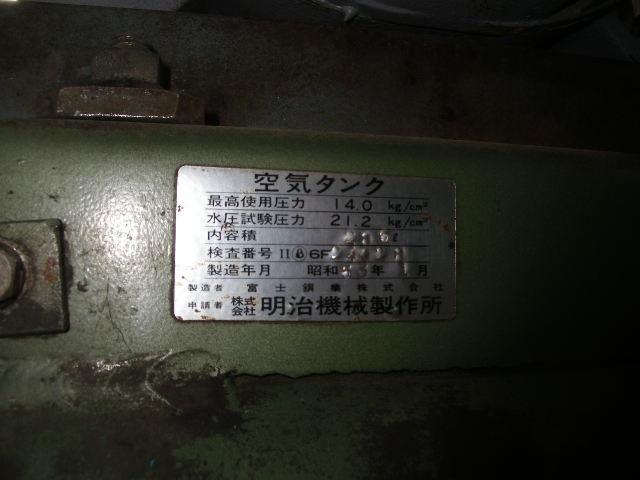 空気タンク
最高使用圧力 14.0 kg/cm²
水圧試験圧力 21.2 kg/cm²
内容積 ℓ
検査番号 II
製造年月 昭和 年 月
製造者 富士鋼業株式会社
申請者 株式会社 明治機械製作所